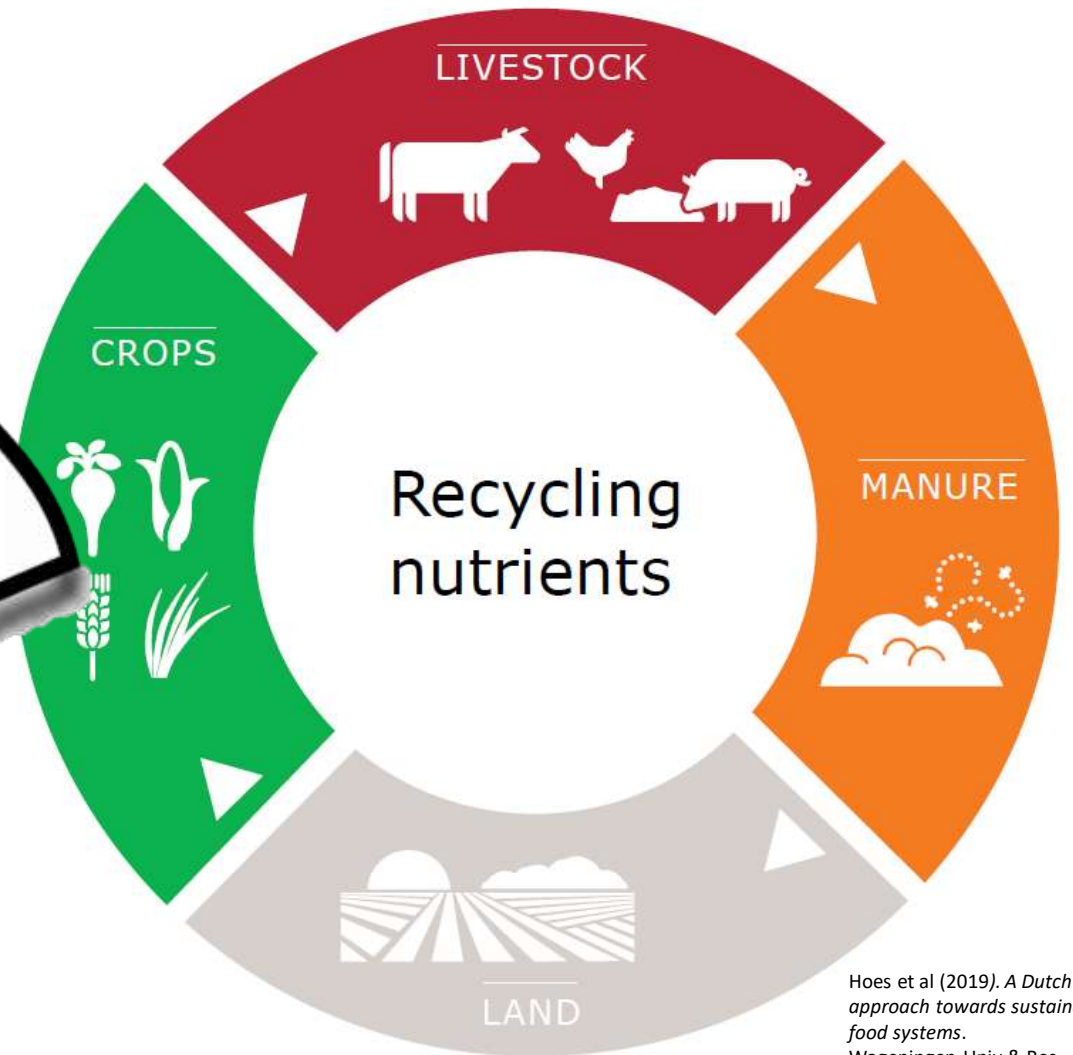 LIVESTOCK
CROPS
MANURE
Recycling
nutrients
LAND
Hoes et al (2019). A Dutch
approach towards sustain
food systems.